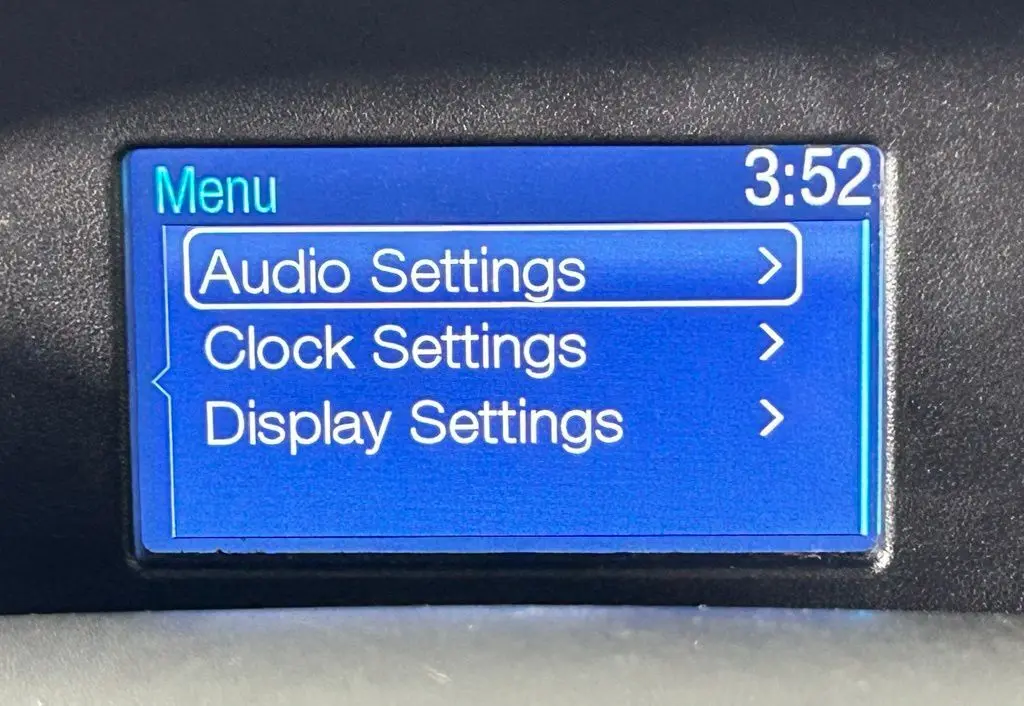 Menu 3:52
Audio Settings >
Clock Settings >
Display Settings >